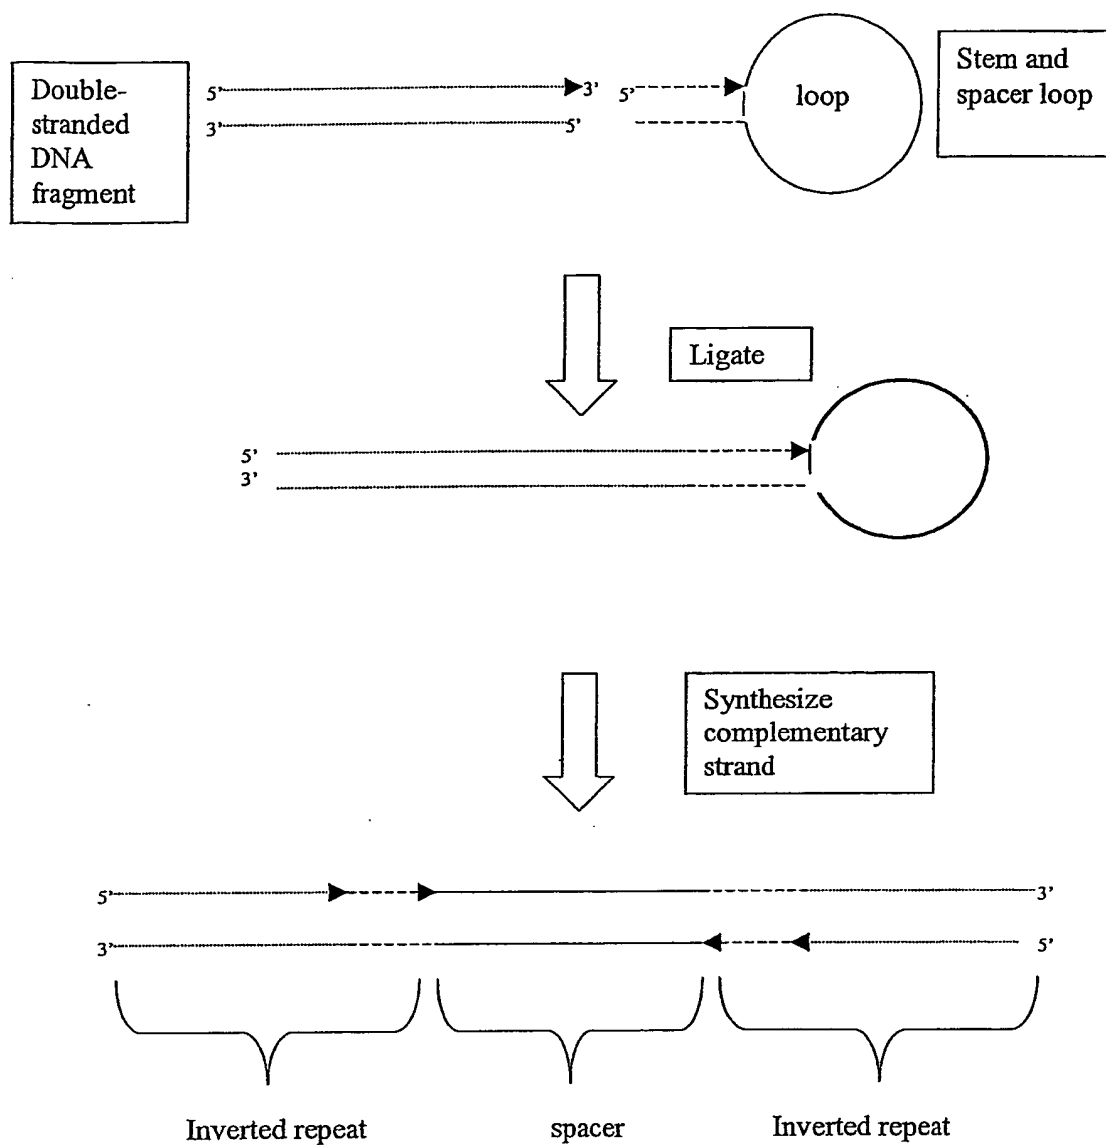 Double-
stranded
DNA
fragment
5’ 3’ 5’
3’ 5’
loop
Stem and
spacer loop
Ligate
5’
3’
Synthesize
complementary
strand
5’ 3’
3’ 5’
Inverted repeat spacer Inverted repeat